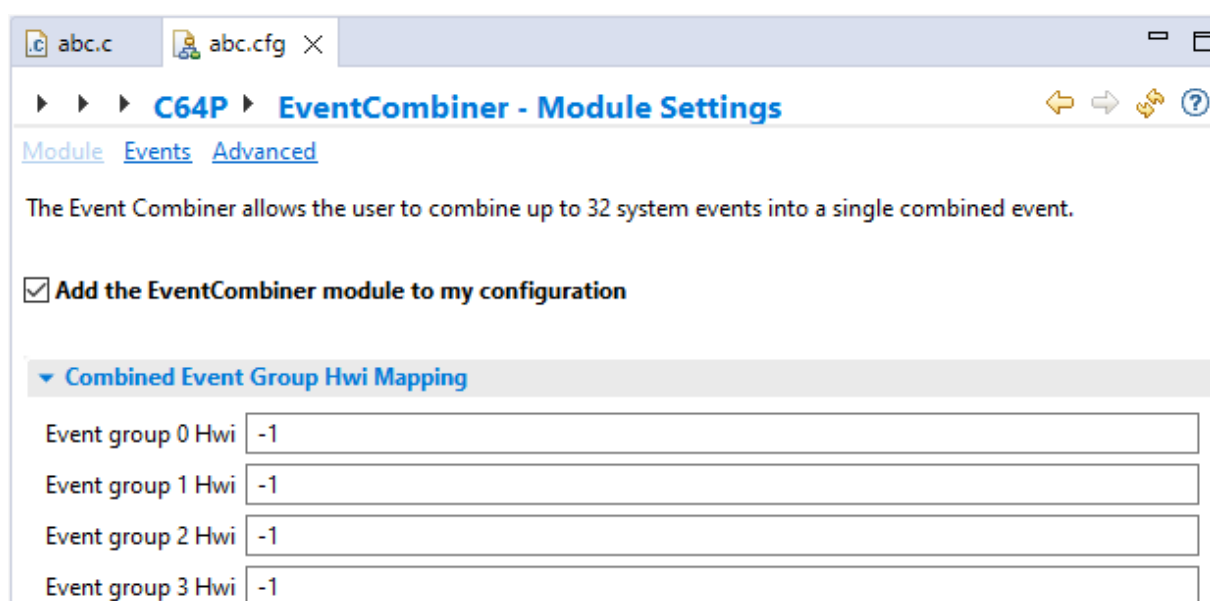 abc.c abc.cfg
C64P EventCombiner - Module Settings
Module Events Advanced
The Event Combiner allows the user to combine up to 32 system events into a single combined event.
Add the EventCombiner module to my configuration
Combined Event Group Hwi Mapping
Event group 0 Hwi -1
Event group 1 Hwi -1
Event group 2 Hwi -1
Event group 3 Hwi -1